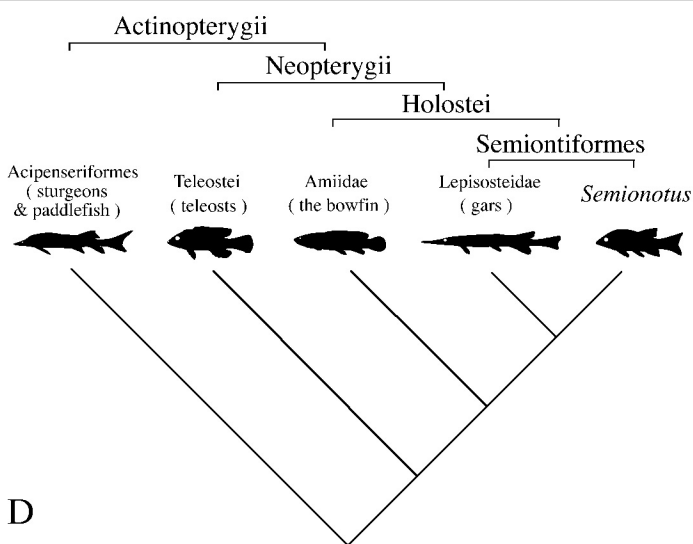 Actinopterygii
Neopterygii
Holostei
Semiontiformes
Acipenseriformes
( sturgeons
& paddlefish )
Teleostei
( teleosts )
Amiidae
( the bowfin )
Lepisosteidae
( gars )
Semionotus
D